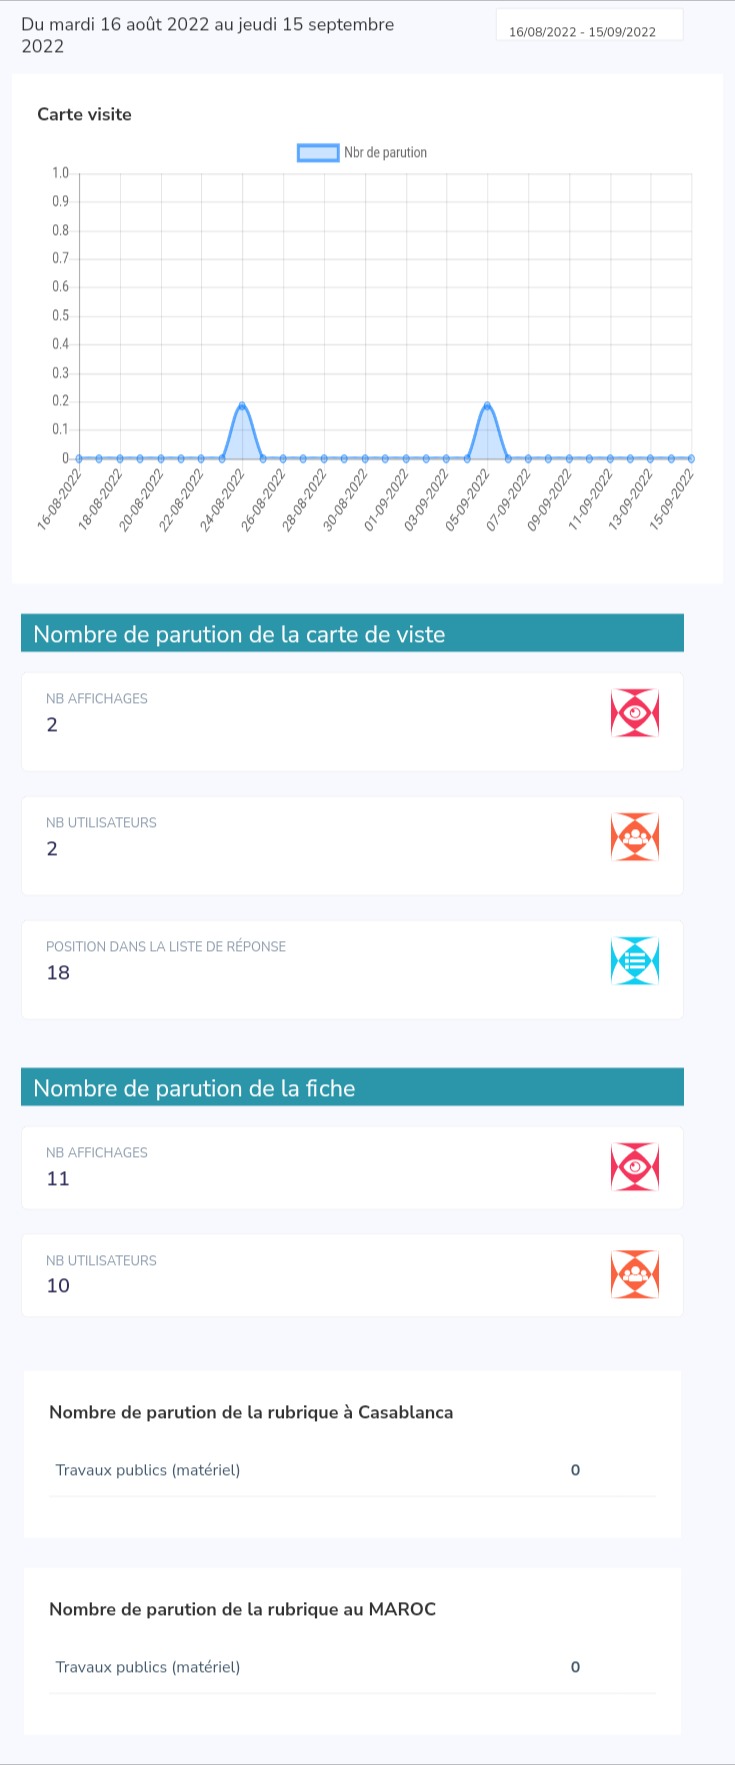 Du mardi 16 août 2022 au jeudi 15 septembre
2022
16/08/2022 - 15/09/2022
Carte visite
Nbr de parution
1.0
0.9
0.8
0.7
0.6
0.5
0.4
0.3
0.2
0.1
0
16-08-2022
18-08-2022
20-08-2022
22-08-2022
24-08-2022
26-08-2022
28-08-2022
30-08-2022
01-09-2022
03-09-2022
05-09-2022
07-09-2022
09-09-2022
11-09-2022
13-09-2022
15-09-2022
Nombre de parution de la carte de viste
NB AFFICHAGES
2
NB UTILISATEURS
2
POSITION DANS LA LISTE DE RÉPONSE
18
Nombre de parution de la fiche
NB AFFICHAGES
11
NB UTILISATEURS
10
Nombre de parution de la rubrique à Casablanca
Travaux publics (matériel) 0
Nombre de parution de la rubrique au MAROC
Travaux publics (matériel) 0